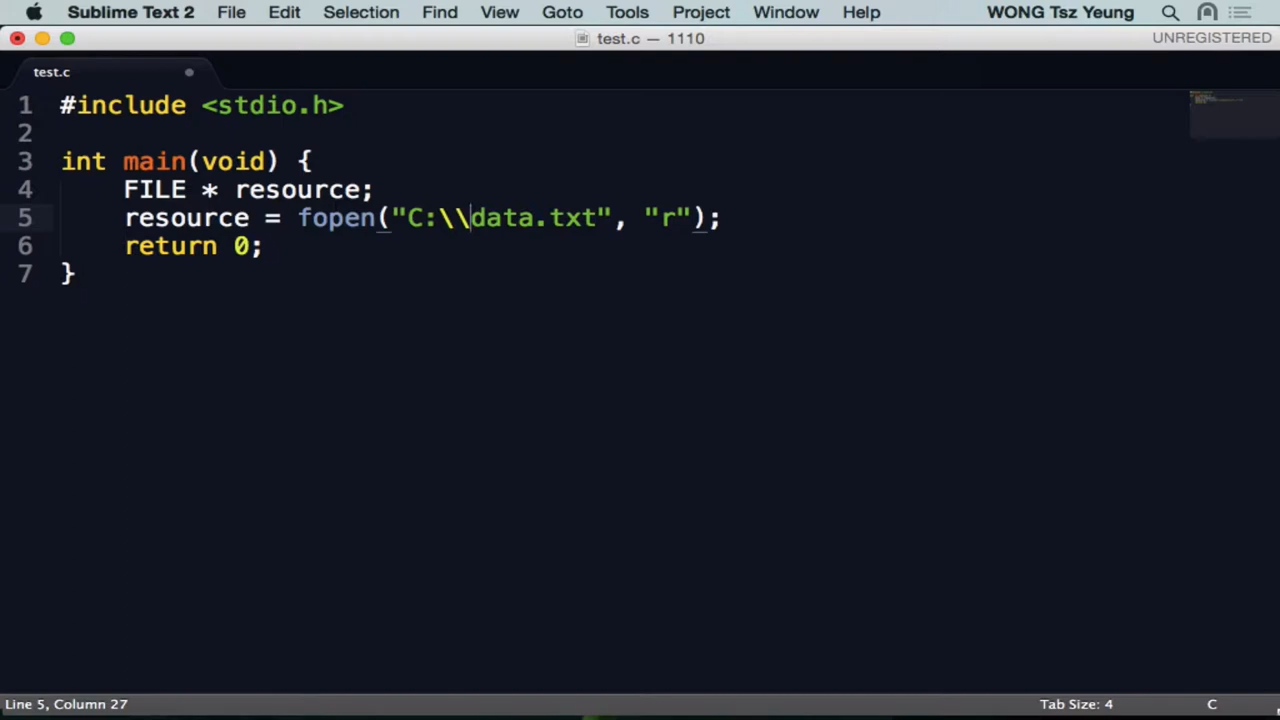 Sublime Text 2 File Edit Selection Find View Goto Tools Project Window Help WONG Tsz Yeung
test.c — 1110 UNREGISTERED
test.c
1 #include <stdio.h>
2
3 int main(void) {
4     FILE * resource;
5     resource = fopen("C:\\data.txt", "r");
6     return 0;
7 }
Line 5, Column 27 Tab Size: 4 C